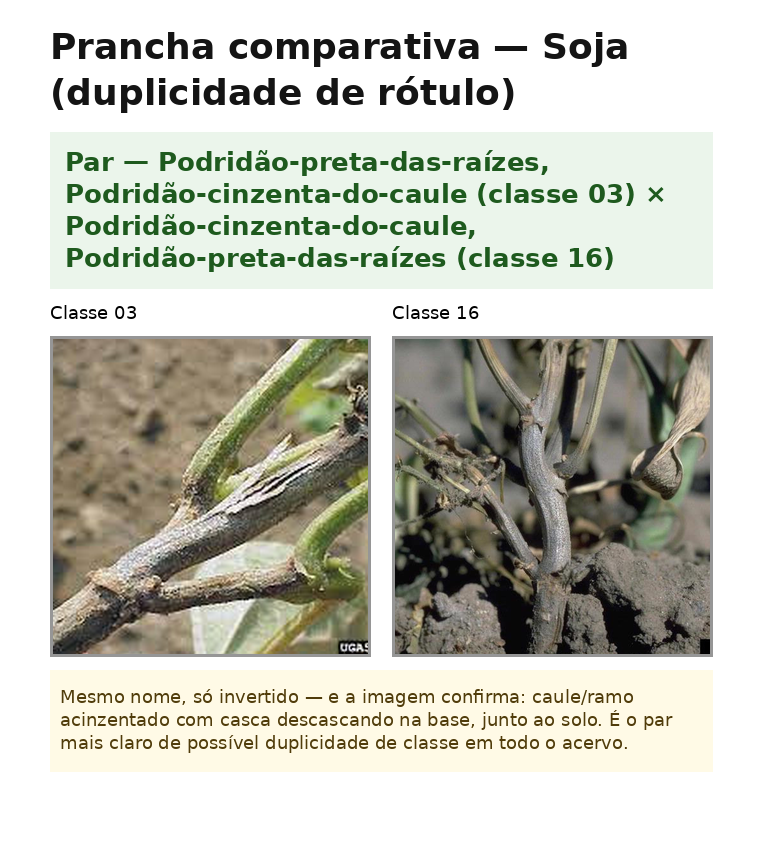 Prancha comparativa — Soja
(duplicidade de rótulo)
Par — Podridão-preta-das-raízes,
Podridão-cinzenta-do-caule (classe 03) ×
Podridão-cinzenta-do-caule,
Podridão-preta-das-raízes (classe 16)
Classe 03
Classe 16
UGA
Mesmo nome, só invertido — e a imagem confirma: caule/ramo
acinzentado com casca descascando na base, junto ao solo. É o par
mais claro de possível duplicidade de classe em todo o acervo.